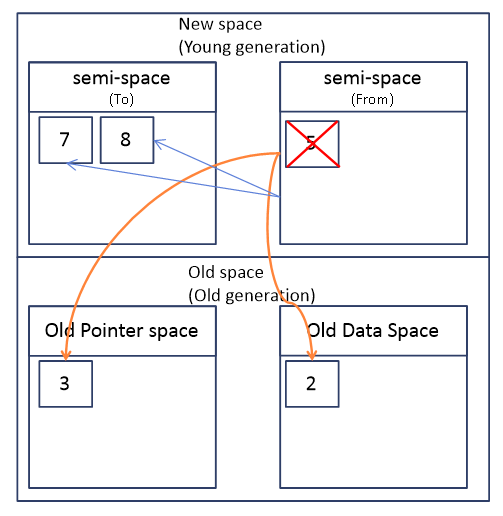 New space
(Young generation)
semi-space
(To)
semi-space
(From)
7
8
5
Old space
(Old generation)
Old Pointer space
Old Data Space
3
2